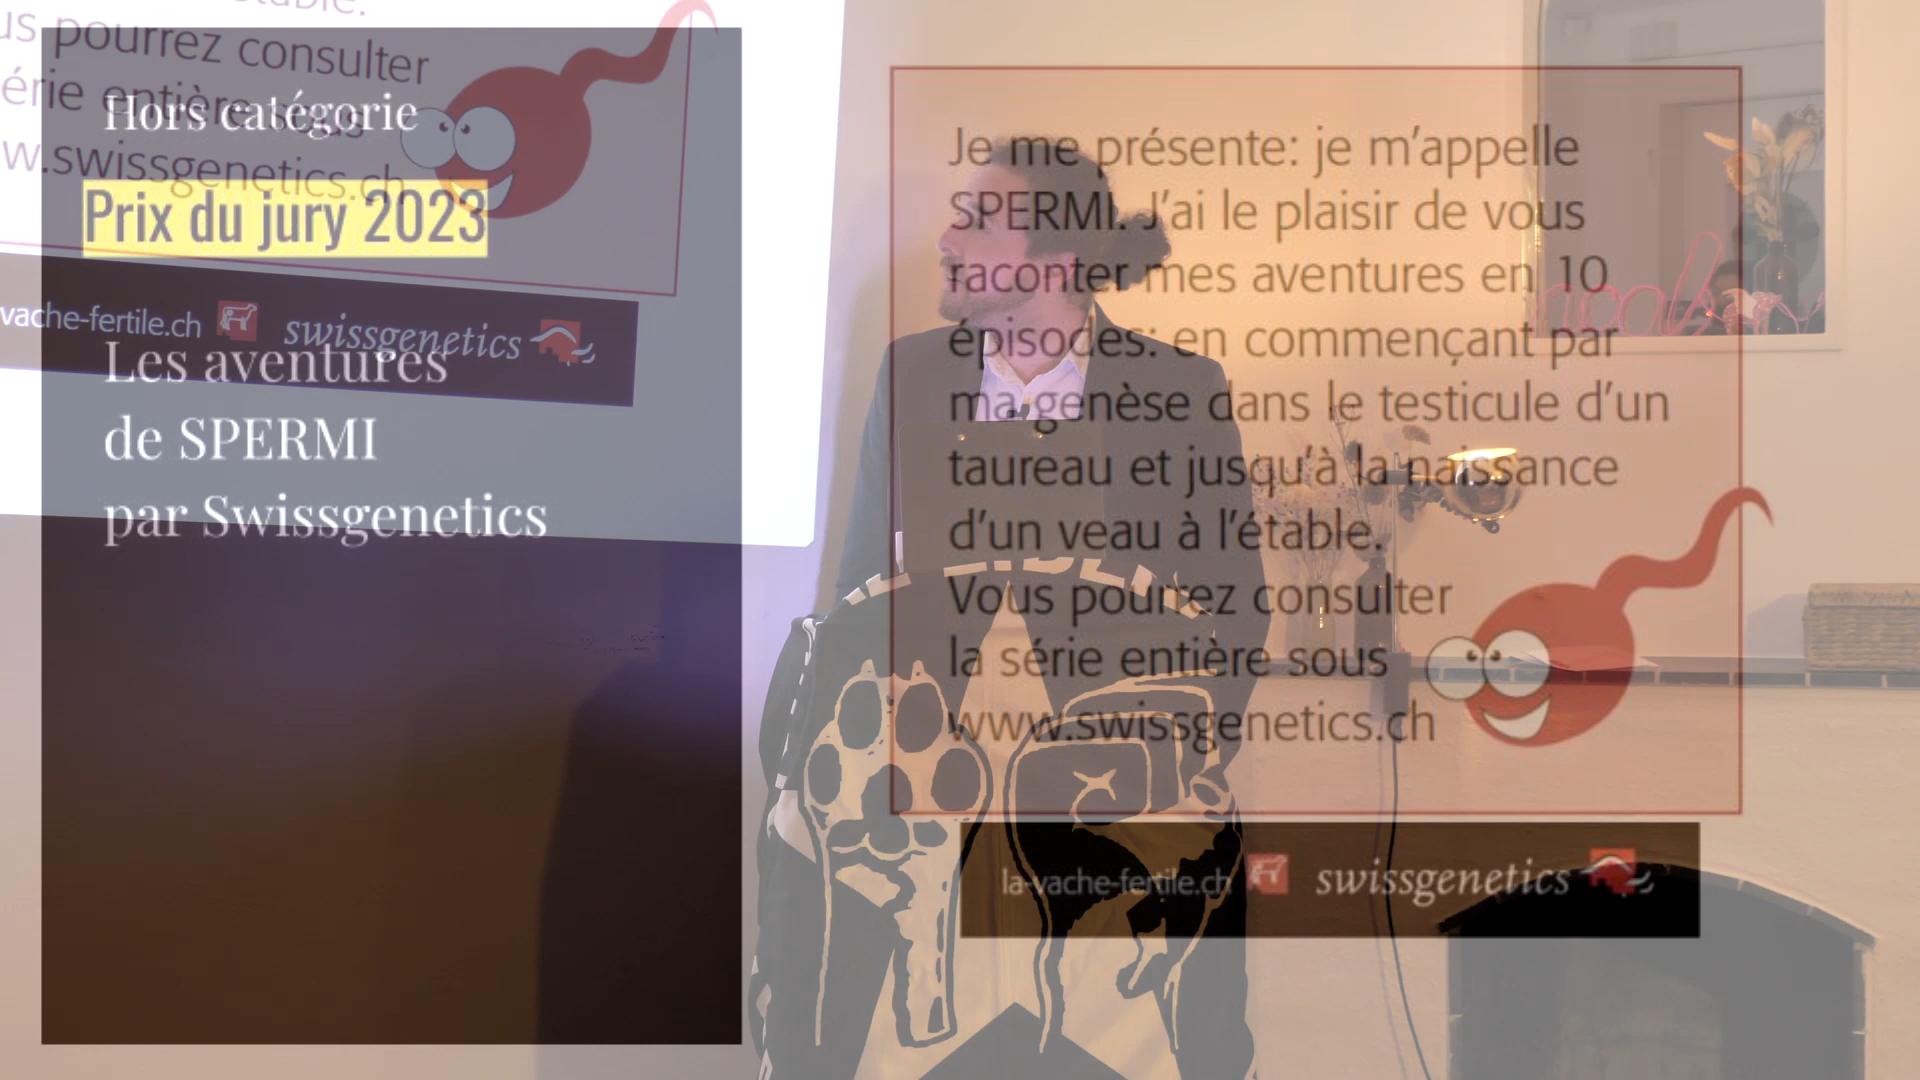 us pourrez consulter
érie entière sous
w.swissgenetics.ch
vache-fertile.ch swissgenetics
Hors catégorie
Prix du jury 2023
Les aventures
de SPERMI
par Swissgenetics
Je me présente: je m'appelle
SPERMI. J'ai le plaisir de vous
raconter mes aventures en 10
épisodes: en commençant par
ma genèse dans le testicule d'un
taureau et jusqu'à la naissance
d'un veau à l'étable.
Vous pourrez consulter
la série entière sous
www.swissgenetics.ch
la-vache-fertile.ch swissgenetics